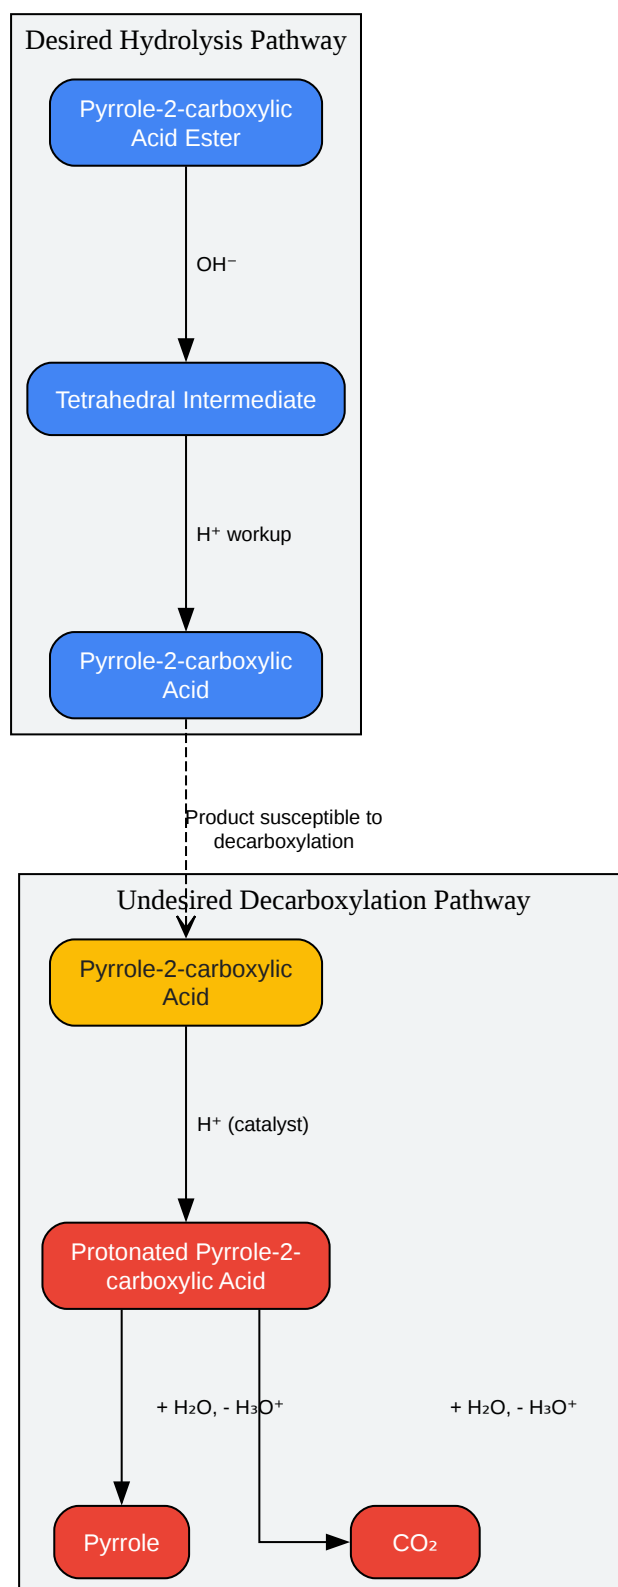 Desired Hydrolysis Pathway
Pyrrole-2-carboxylic
Acid Ester
OH⁻
Tetrahedral Intermediate
H⁺ workup
Pyrrole-2-carboxylic
Acid
Product susceptible to
decarboxylation
Undesired Decarboxylation Pathway
Pyrrole-2-carboxylic
Acid
H⁺ (catalyst)
Protonated Pyrrole-2-
carboxylic Acid
+ H₂O, - H₃O⁺
+ H₂O, - H₃O⁺
Pyrrole
CO₂